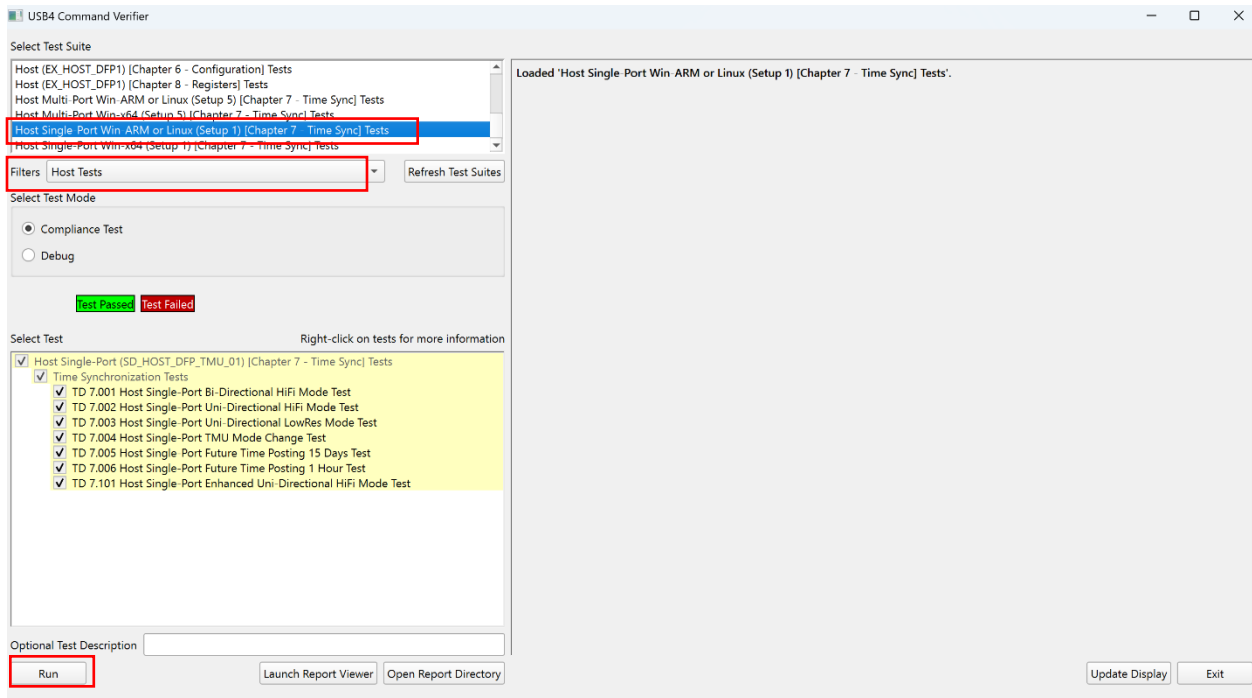 USB4 Command Verifier
Select Test Suite
Host (EX_HOST_DFP1) [Chapter 6 - Configuration] Tests
Host (EX_HOST_DFP1) [Chapter 8 - Registers] Tests
Host Multi-Port Win-ARM or Linux (Setup 5) [Chapter 7 - Time Sync] Tests
Host Multi-Port Win-x64 (Setup 5) [Chapter 7 - Time Sync] Tests
Host Single-Port Win-ARM or Linux (Setup 1) [Chapter 7 - Time Sync] Tests
Host Single-Port Win-x64 (Setup 1) [Chapter 7 - Time Sync] Tests
Filters Host Tests Refresh Test Suites
Select Test Mode
Compliance Test
Debug
Test Passed Test Failed
Select Test Right-click on tests for more information
Host Single-Port (SD_HOST_DFP_TMU_01) [Chapter 7 - Time Sync] Tests
Time Synchronization Tests
TD 7.001 Host Single-Port Bi-Directional HiFi Mode Test
TD 7.002 Host Single-Port Uni-Directional HiFi Mode Test
TD 7.003 Host Single-Port Uni-Directional LowRes Mode Test
TD 7.004 Host Single-Port TMU Mode Change Test
TD 7.005 Host Single-Port Future Time Posting 15 Days Test
TD 7.006 Host Single-Port Future Time Posting 1 Hour Test
TD 7.101 Host Single-Port Enhanced Uni-Directional HiFi Mode Test
Optional Test Description
Run Launch Report Viewer Open Report Directory
Loaded 'Host Single-Port Win-ARM or Linux (Setup 1) [Chapter 7 - Time Sync] Tests'.
Update Display Exit